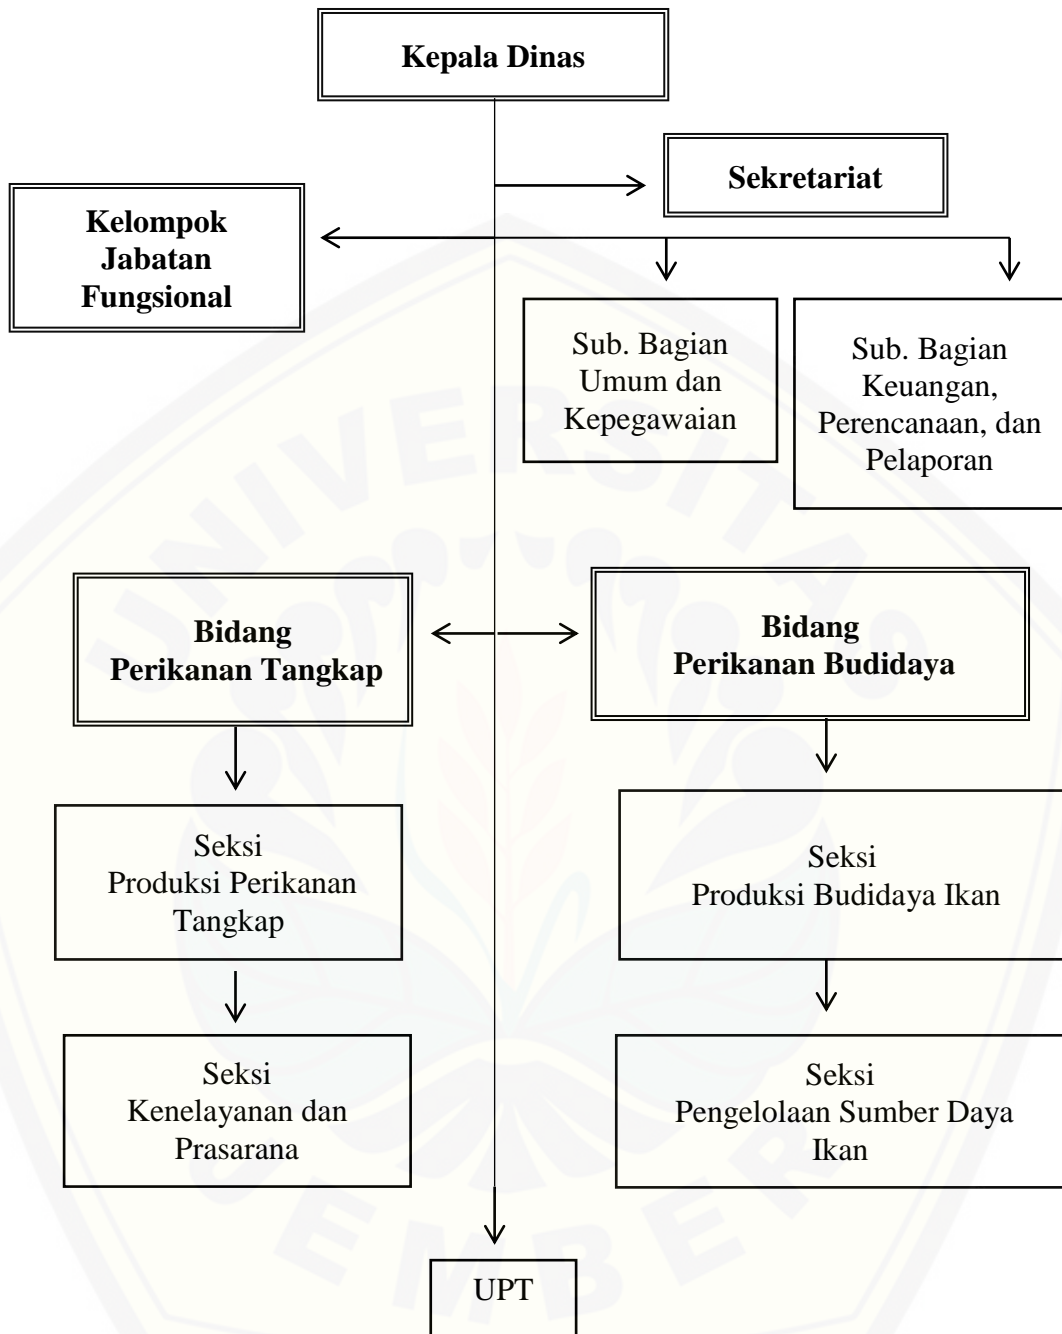 Kepala Dinas
Sekretariat
Kelompok
Jabatan
Fungsional
Sub. Bagian
Umum dan
Kepegawaian
Sub. Bagian
Keuangan,
Perencanaan, dan
Pelaporan
Bidang
Perikanan Tangkap
Bidang
Perikanan Budidaya
Seksi
Produksi Perikanan
Tangkap
Seksi
Produksi Budidaya Ikan
Seksi
Kenelayanan dan
Prasarana
Seksi
Pengelolaan Sumber Daya
Ikan
UPT
UNIVERSITAS
JEMBER